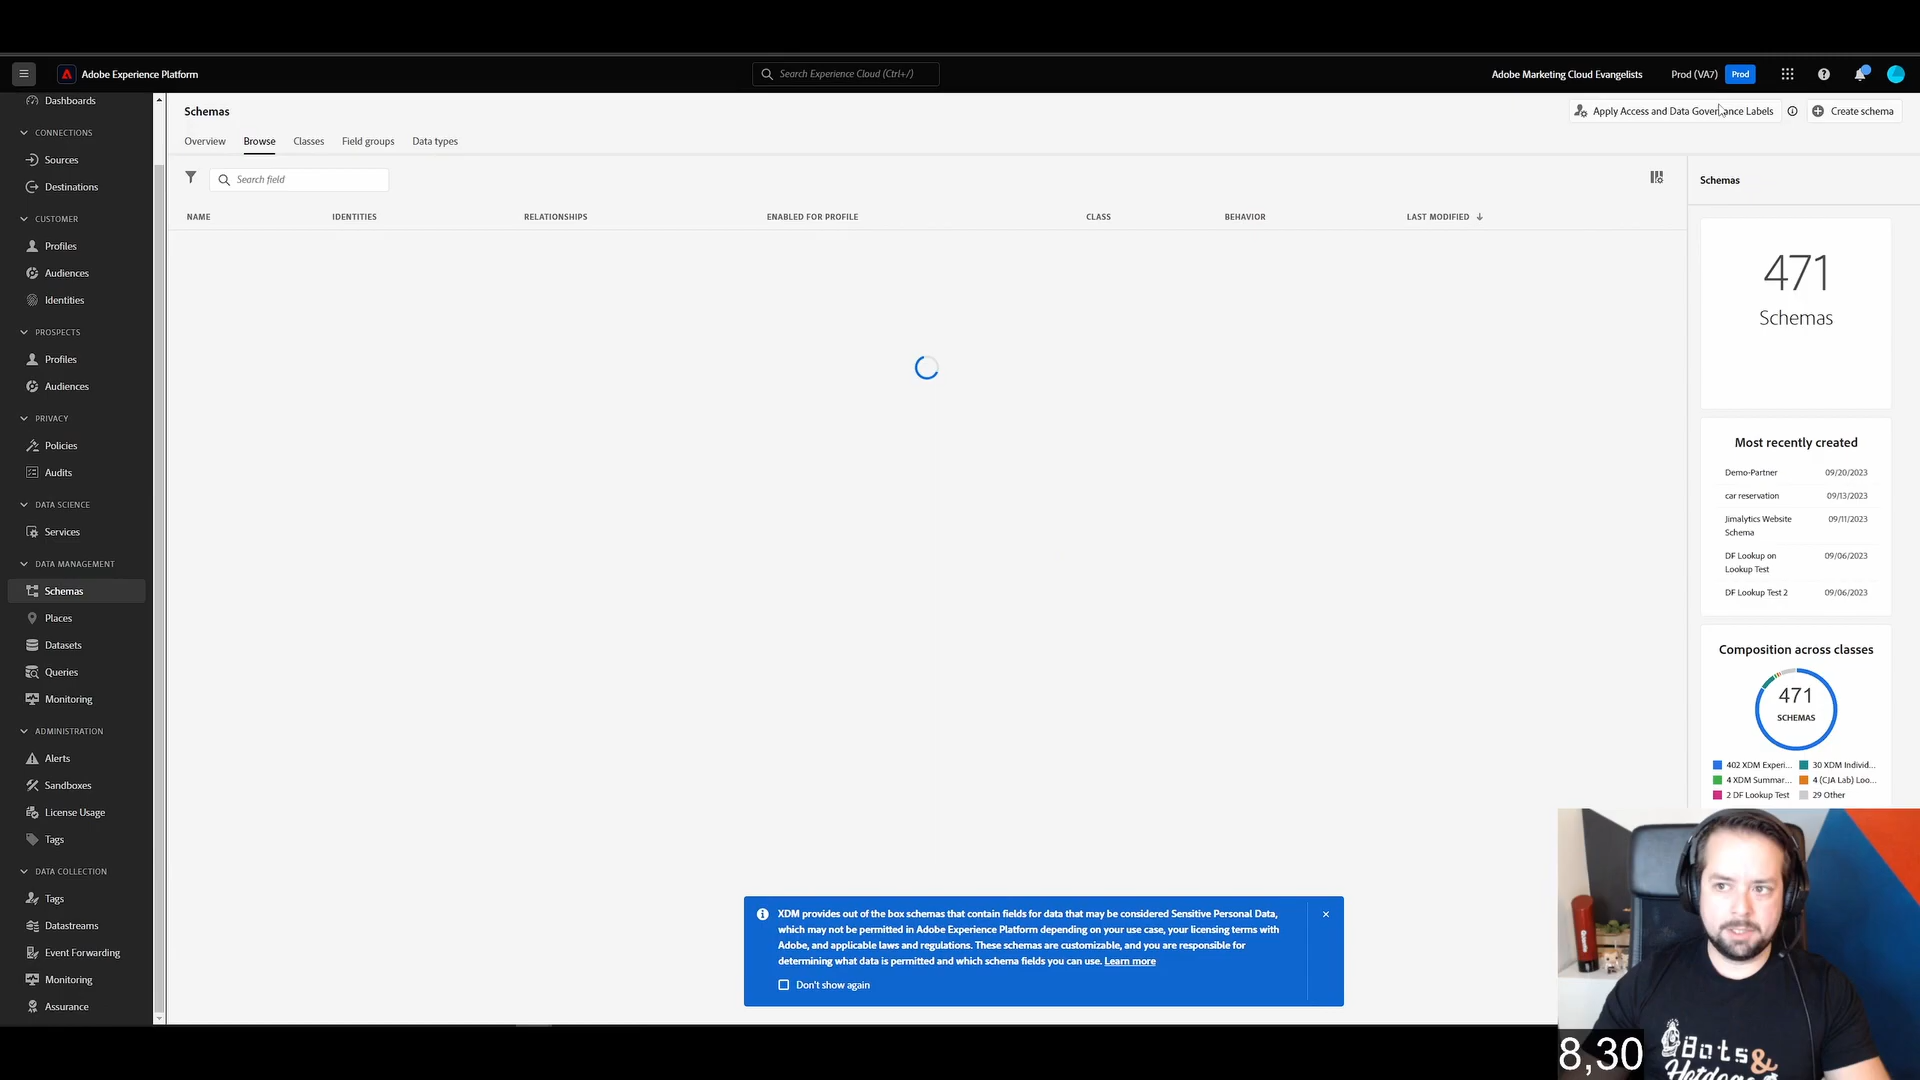 Adobe Experience Platform
Search Experience Cloud (Ctrl+/)
Adobe Marketing Cloud Evangelists
Prod (VA7)
Prod
Dashboards
CONNECTIONS
Sources
Destinations
CUSTOMER
Profiles
Audiences
Identities
PROSPECTS
Profiles
Audiences
PRIVACY
Policies
Audits
DATA SCIENCE
Services
DATA MANAGEMENT
Schemas
Places
Datasets
Queries
Monitoring
ADMINISTRATION
Alerts
Sandboxes
License Usage
Tags
DATA COLLECTION
Tags
Datastreams
Event Forwarding
Monitoring
Assurance
Schemas
Apply Access and Data Governance Labels
Create schema
Overview
Browse
Classes
Field groups
Data types
Search field
NAME
IDENTITIES
RELATIONSHIPS
ENABLED FOR PROFILE
CLASS
BEHAVIOR
LAST MODIFIED
Schemas
471
Schemas
Most recently created
Demo-Partner 09/20/2023
car reservation 09/13/2023
Jimalytics Website 09/11/2023
Schema
DF Lookup on 09/06/2023
Lookup Test
DF Lookup Test 2 09/06/2023
Composition across classes
471
SCHEMAS
402 XDM Experi... 30 XDM Individ...
4 XDM Summar... 4 (CJA Lab) Loo...
2 DF Lookup Test 29 Other
XDM provides out of the box schemas that contain fields for data that may be considered Sensitive Personal Data,
which may not be permitted in Adobe Experience Platform depending on your use case, your licensing terms with
Adobe, and applicable laws and regulations. These schemas are customizable, and you are responsible for
determining what data is permitted and which schema fields you can use. Learn more
Don't show again
8,30
Bots&
Hotdogs